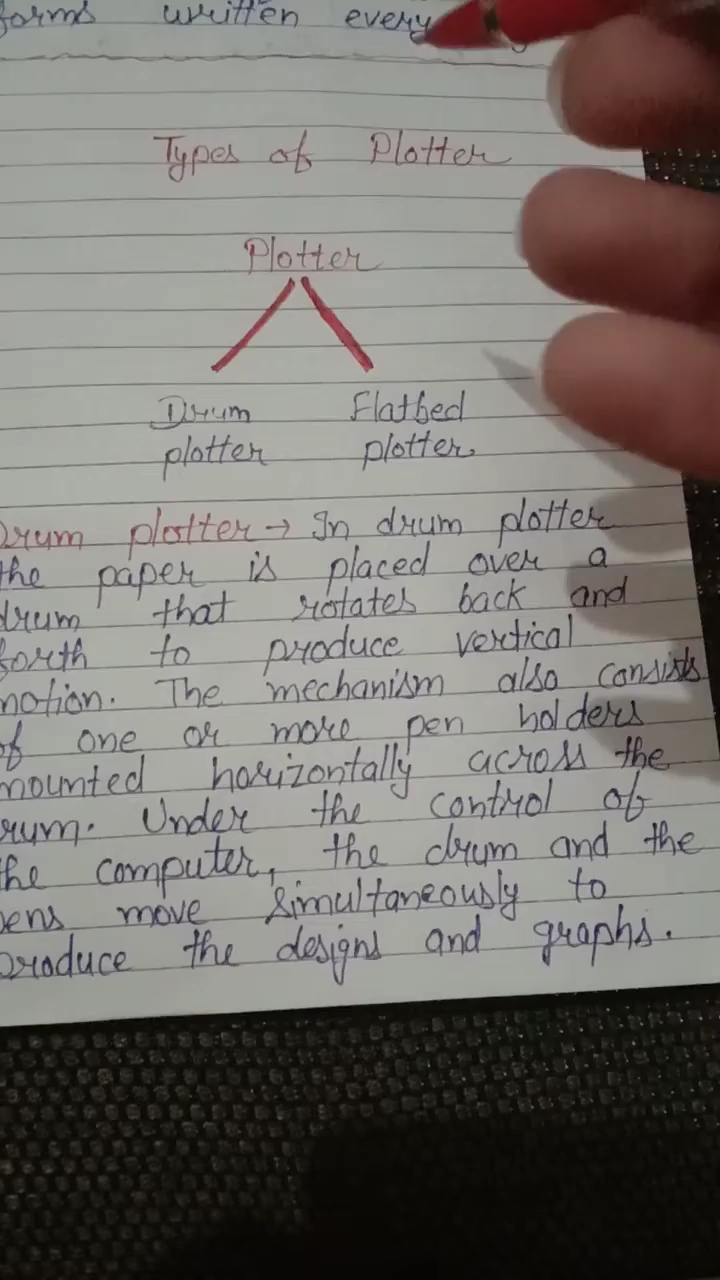 forms written every
Types of Plotter
Plotter
Drum Flatbed
plotter plotter.
Drum plotter → In drum plotter
the paper is placed over a
drum that rotates back and
forth to produce vertical
motion. The mechanism also consists
of one or more pen holders
mounted horizontally across the
drum. Under the control of
the computer, the drum and the
pens move simultaneously to
produce the designs and graphs.